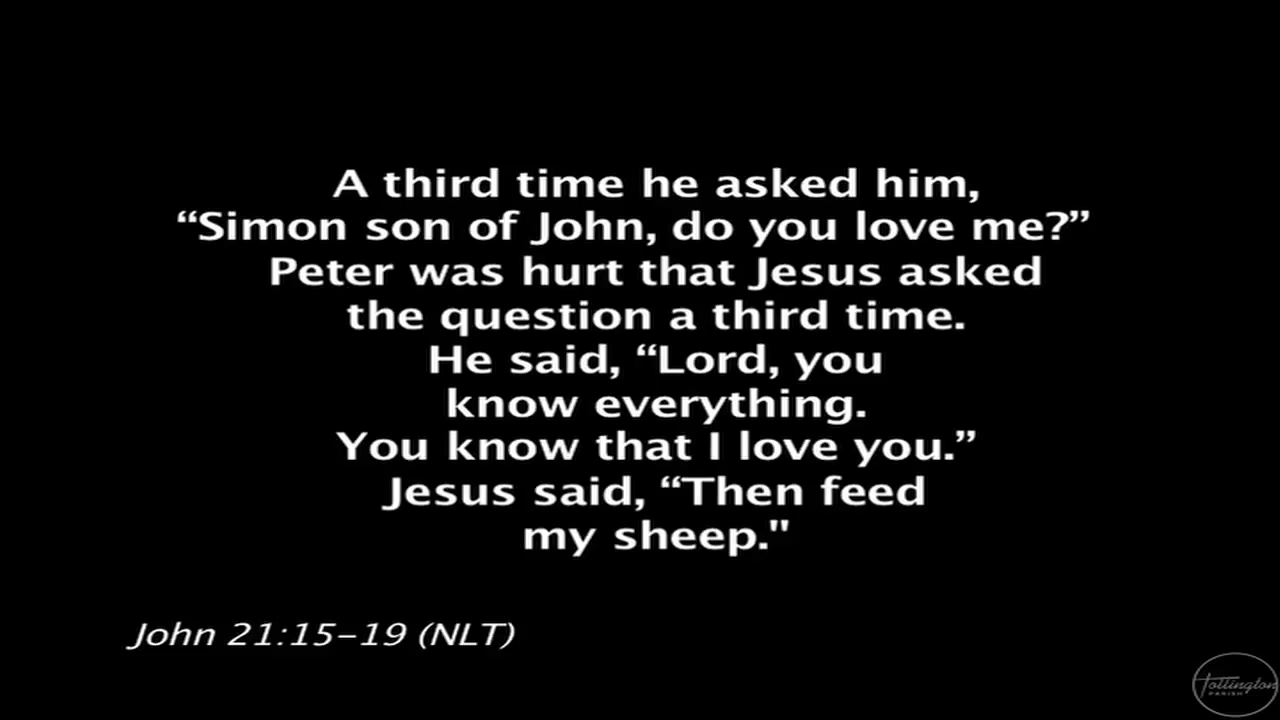 A third time he asked him,
“Simon son of John, do you love me?”
Peter was hurt that Jesus asked
the question a third time.
He said, “Lord, you
know everything.
You know that I love you.”
Jesus said, “Then feed
my sheep."
John 21:15–19 (NLT)
Tottington
PARISH